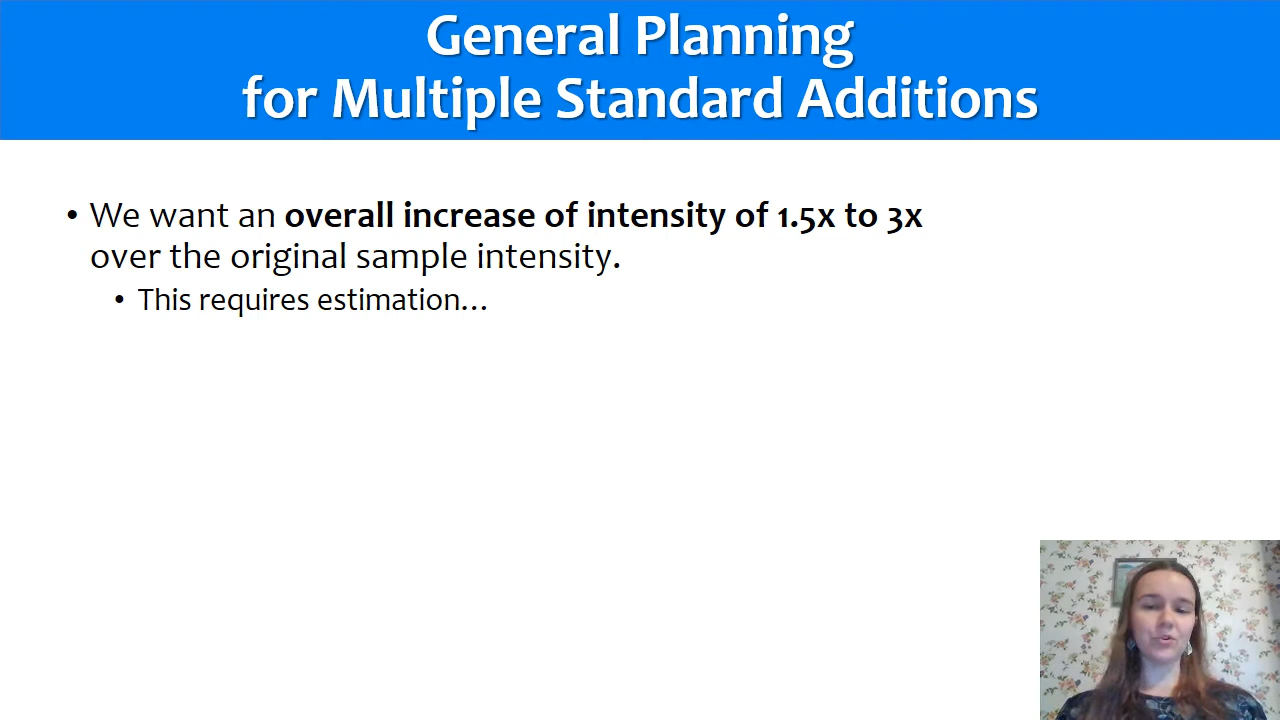 General Planning
for Multiple Standard Additions
• We want an overall increase of intensity of 1.5x to 3x
over the original sample intensity.
• This requires estimation…